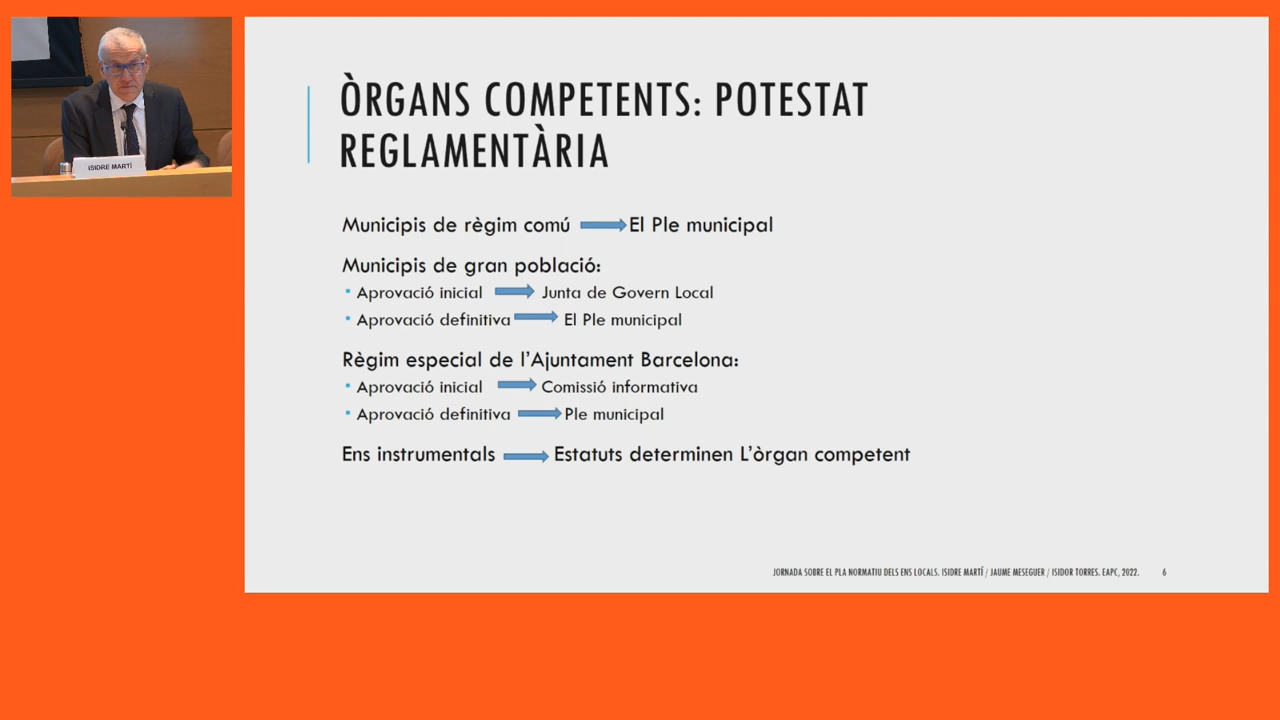 ISIDRE MARTÍ
ÒRGANS COMPETENTS: POTESTAT
REGLAMENTÀRIA
Municipis de règim comú El Ple municipal
Municipis de gran població:
▪ Aprovació inicial Junta de Govern Local
▪ Aprovació definitiva El Ple municipal
Règim especial de l'Ajuntament Barcelona:
▪ Aprovació inicial Comissió informativa
▪ Aprovació definitiva Ple municipal
Ens instrumentals Estatuts determinen L'òrgan competent
JORNADA SOBRE EL PLA NORMATIU DELS ENS LOCALS. ISIDRE MARTÍ / JAUME MESEGUER / ISIDOR TORRES. EAPC, 2022. 6